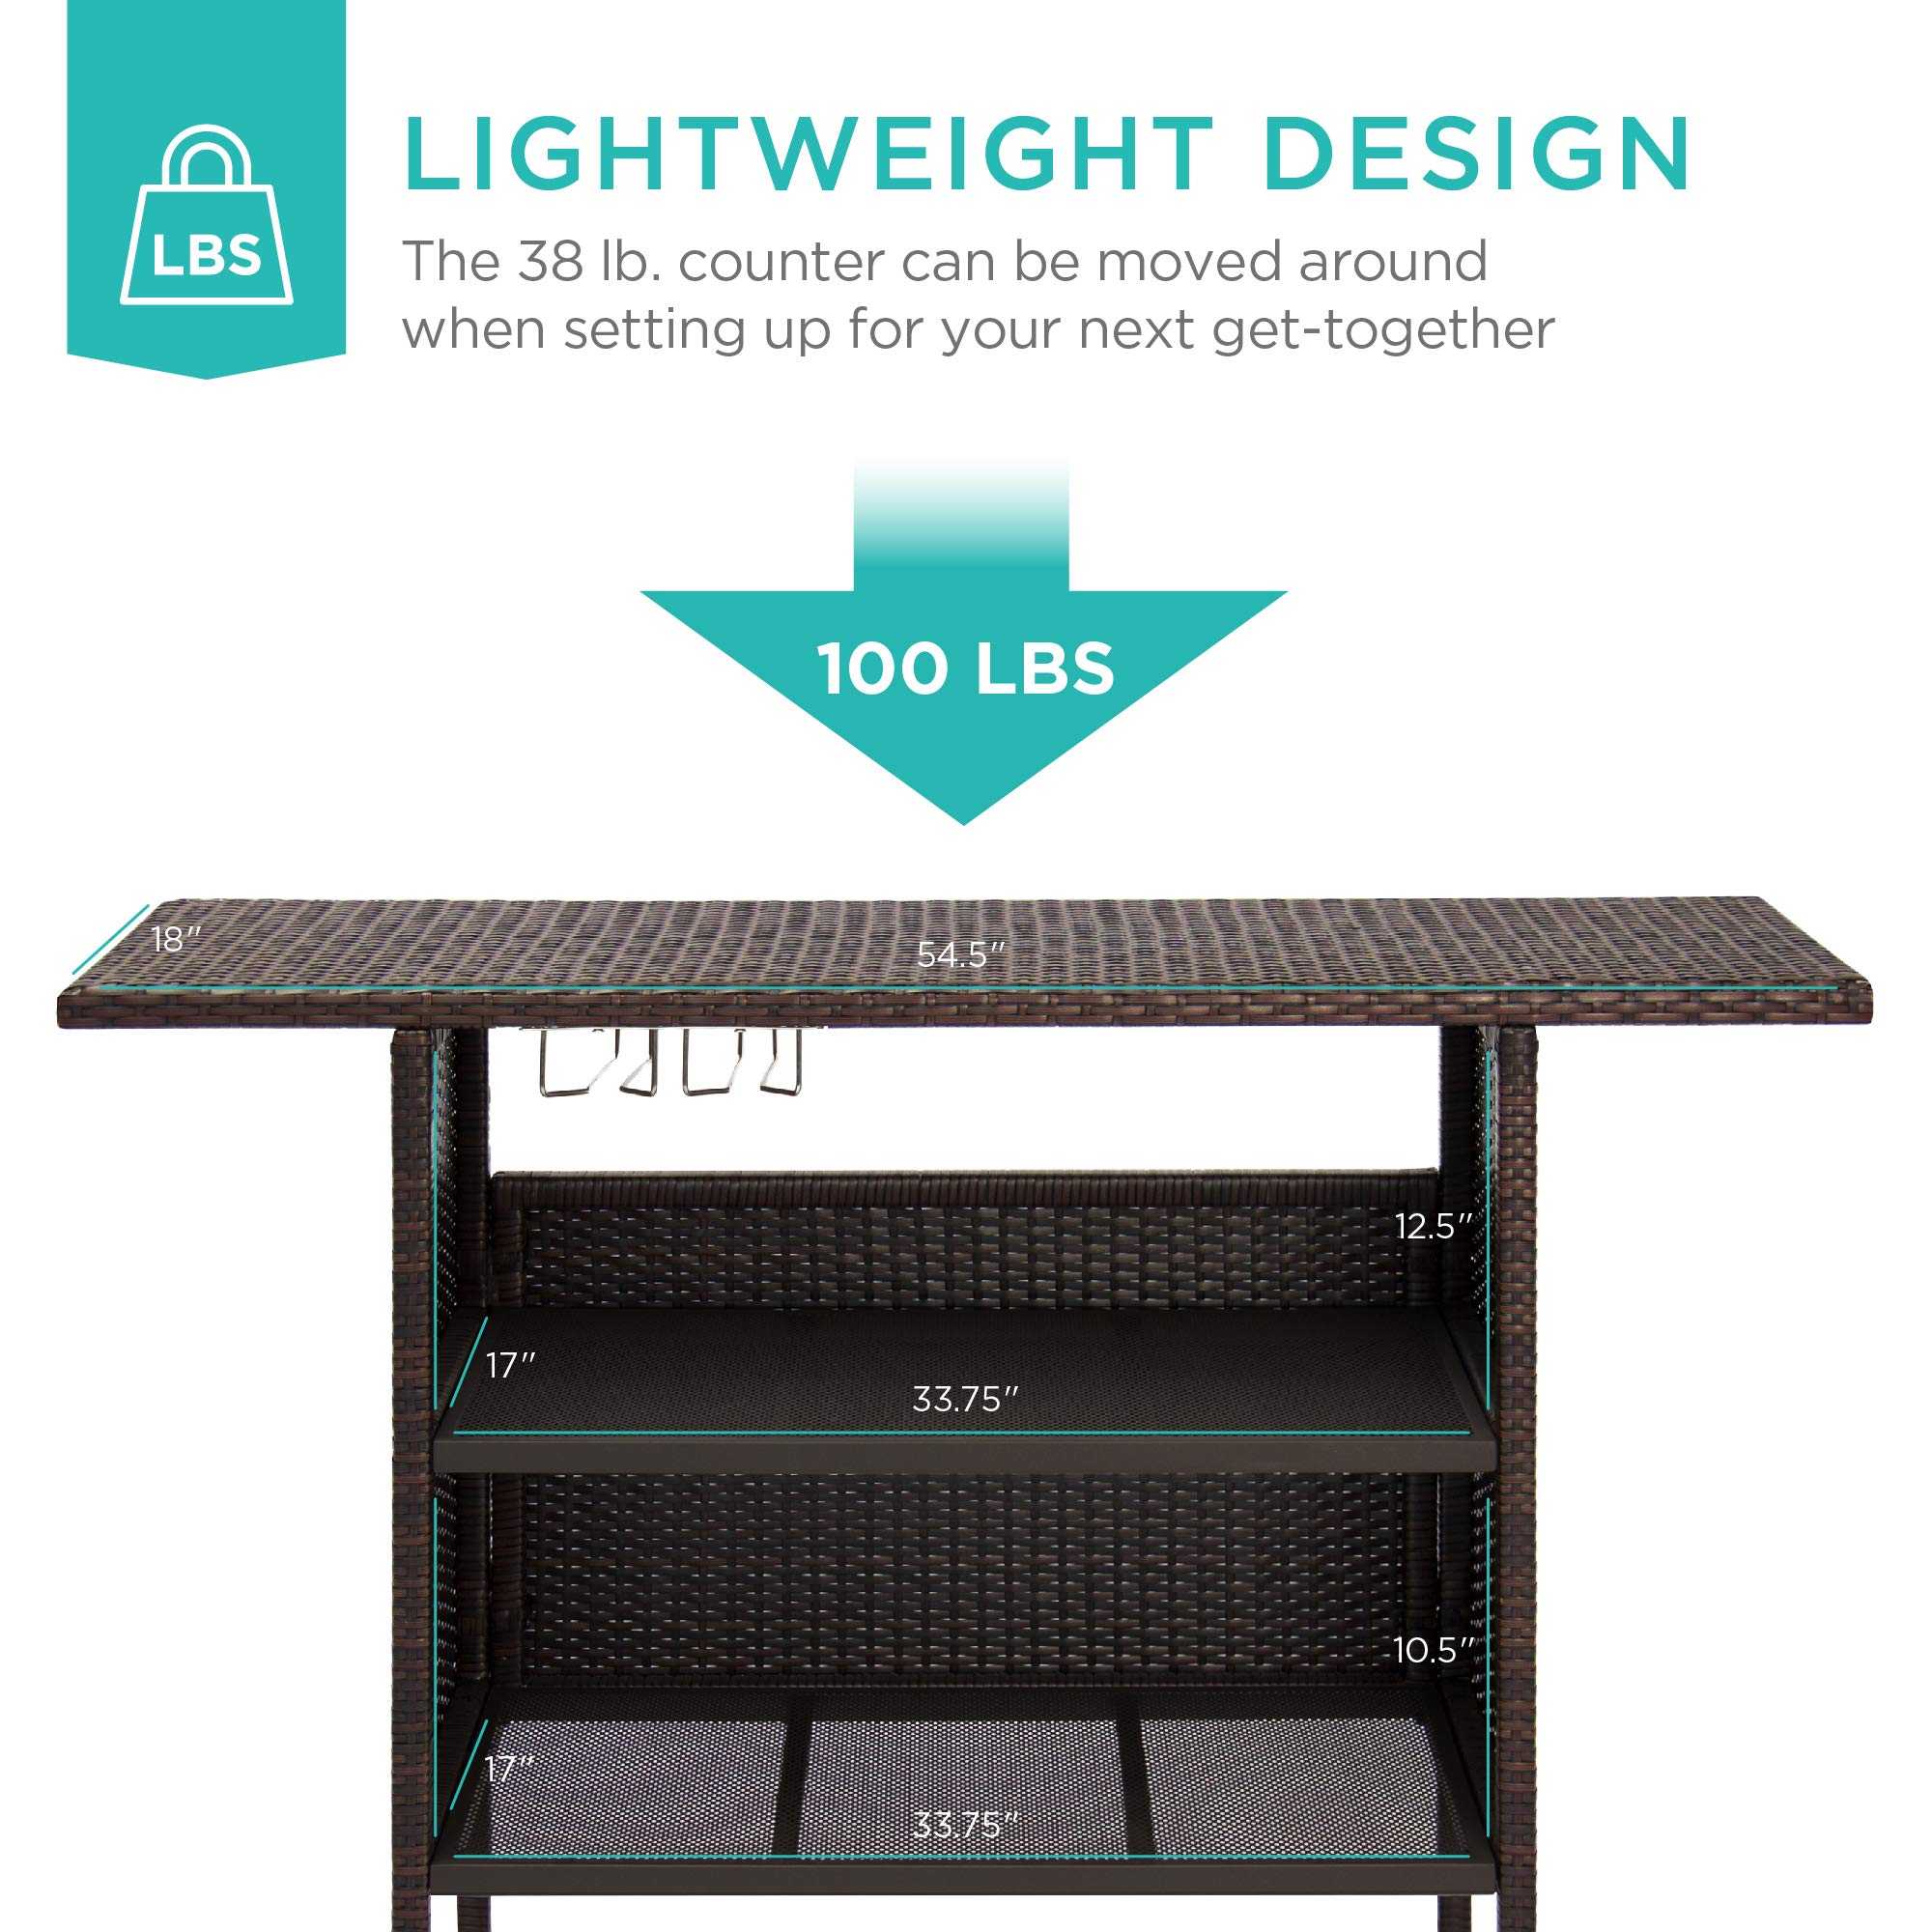 LBS
LIGHTWEIGHT DESIGN
The 38 lb. counter can be moved around
when setting up for your next get-together
100 LBS
18"
54.5"
12.5"
17"
33.75"
10.5"
17"
33.75"